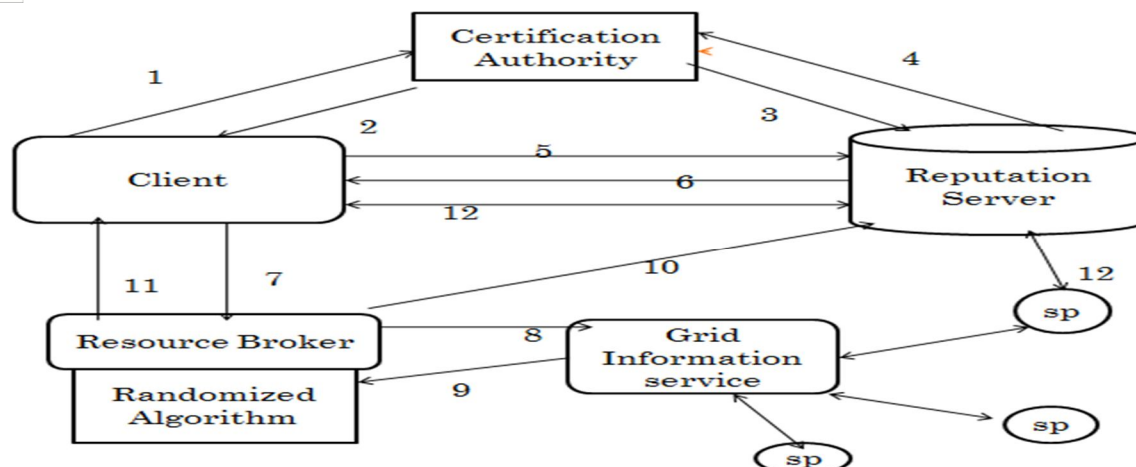 Certification
Authority
1
2
3
4
5
6
12
Client
Reputation
Server
11
7
10
12
sp
Resource Broker
8
Grid
Information
service
9
Randomized
Algorithm
sp
sp